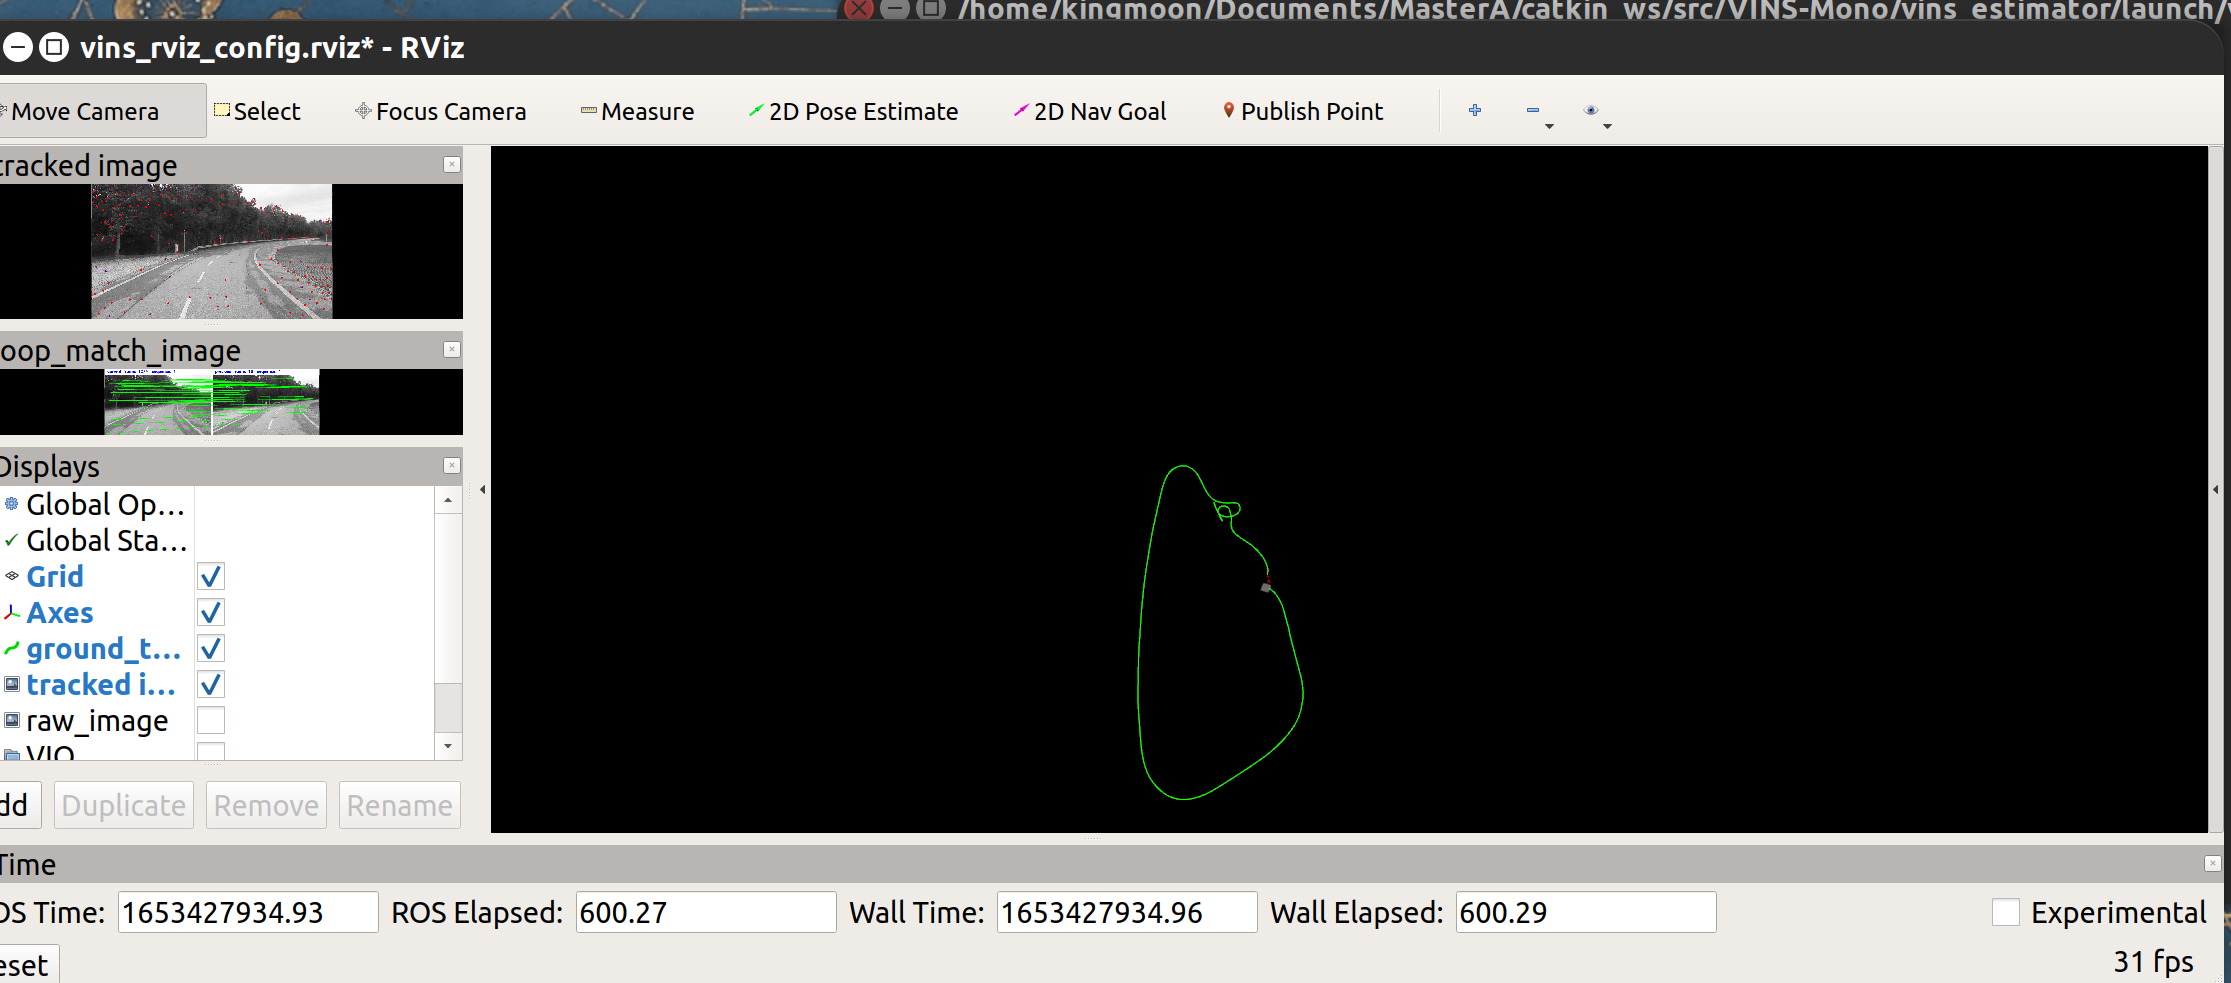 /home/kingmoon/Documents/MasterA/catkin_ws/src/VINS-Mono/vins_estimator/launch/
vins_rviz_config.rviz* - RViz
Move Camera Select Focus Camera Measure 2D Pose Estimate 2D Nav Goal Publish Point
tracked image
oop_match_image
Displays
Global Op...
Global Sta...
Grid
Axes
ground_t...
tracked i...
raw_image
VIO
dd Duplicate Remove Rename
Time
OS Time: 1653427934.93 ROS Elapsed: 600.27 Wall Time: 1653427934.96 Wall Elapsed: 600.29 Experimental
eset 31 fps